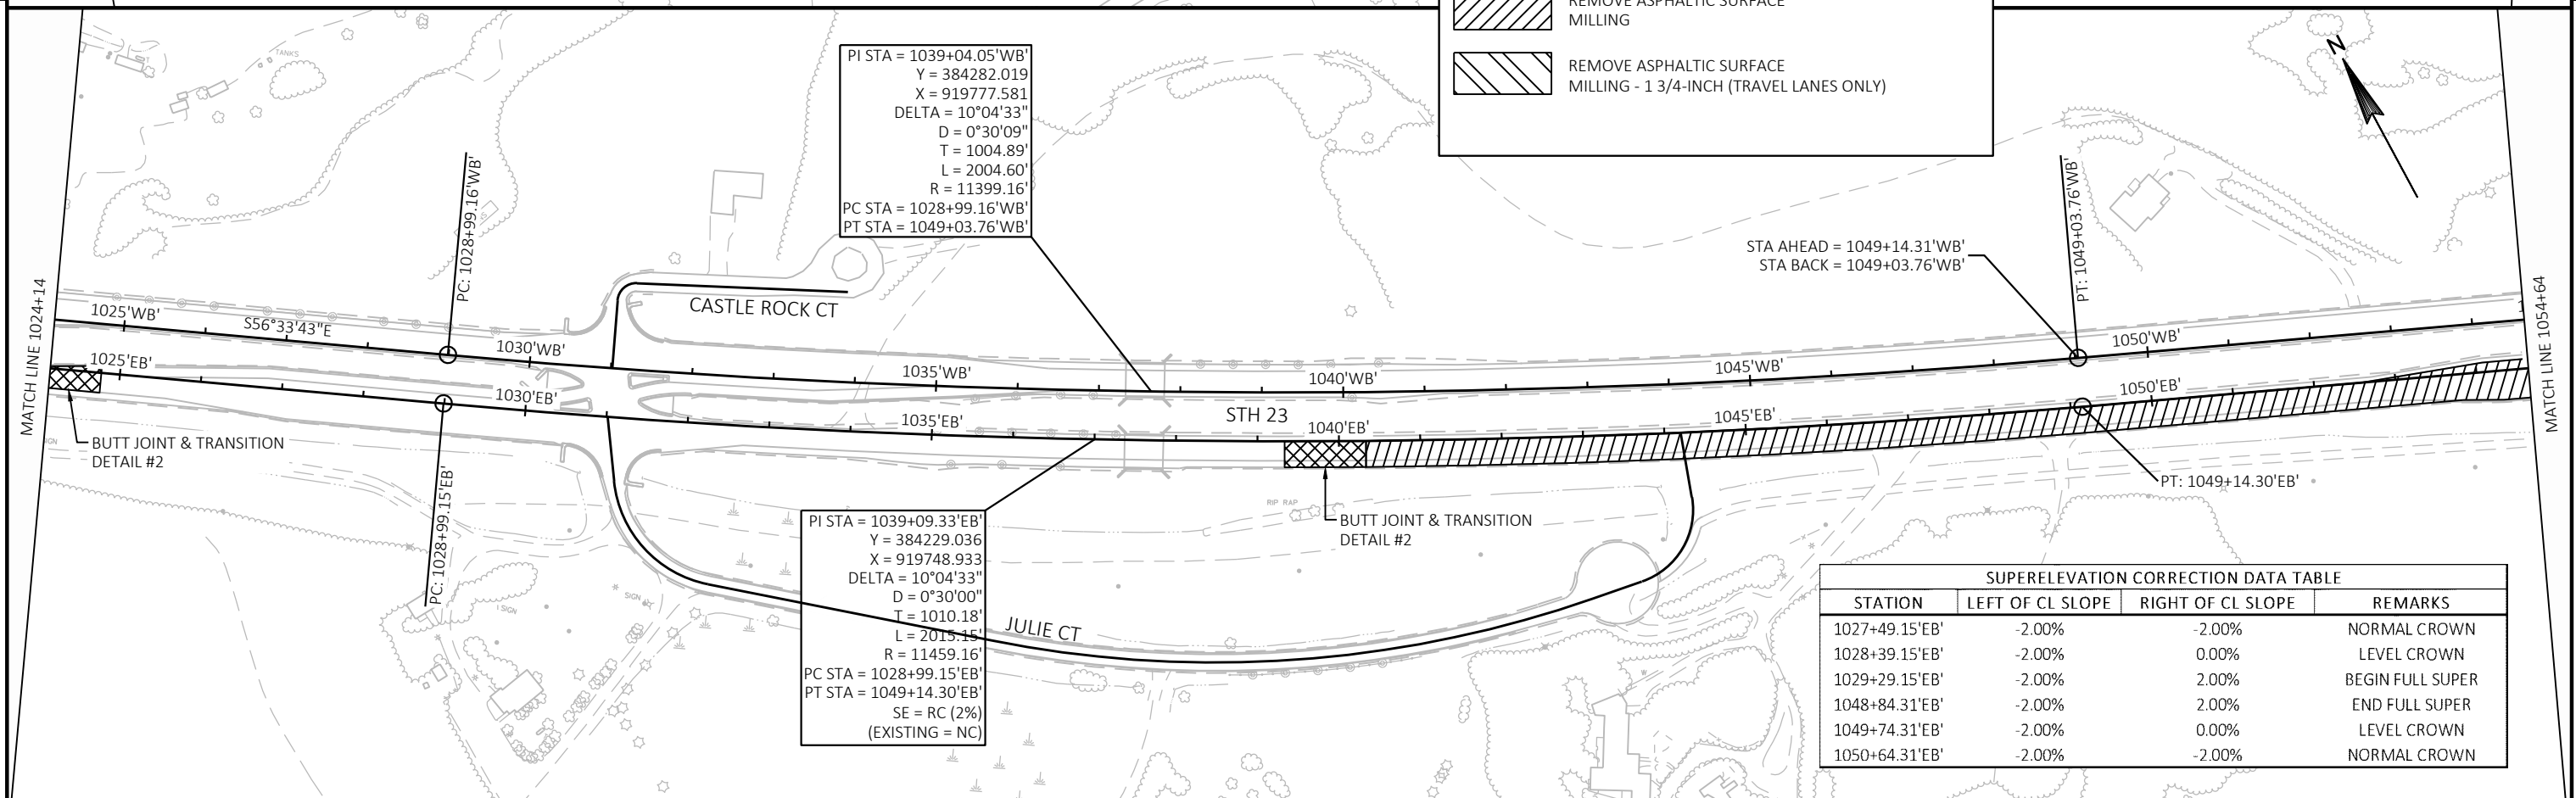 REMOVE ASPHALTIC SURFACE
MILLING
REMOVE ASPHALTIC SURFACE
MILLING - 1 3/4-INCH (TRAVEL LANES ONLY)
N
TANKS
PI STA = 1039+04.05'WB'
Y = 384282.019
X = 919777.581
DELTA = 10°04'33"
D = 0°30'09"
T = 1004.89'
L = 2004.60'
R = 11399.16'
PC STA = 1028+99.16'WB'
PT STA = 1049+03.76'WB'
PC: 1028+99.16'WB'
STA AHEAD = 1049+14.31'WB'
STA BACK = 1049+03.76'WB'
PT: 1049+03.76'WB'
MATCH LINE 1024+14
MATCH LINE 1054+64
CASTLE ROCK CT
1025'WB'
S56°33'43"E
1030'WB'
1035'WB'
1040'WB'
1045'WB'
1050'WB'
1025'EB'
1030'EB'
1035'EB'
STH 23
1040'EB'
1045'EB'
1050'EB'
BUTT JOINT & TRANSITION
DETAIL #2
PC: 1028+99.15'EB'
PT: 1049+14.30'EB'
RIP RAP
BUTT JOINT & TRANSITION
DETAIL #2
PI STA = 1039+09.33'EB'
Y = 384229.036
X = 919748.933
DELTA = 10°04'33"
D = 0°30'00"
T = 1010.18'
L = 2015.15'
R = 11459.16'
PC STA = 1028+99.15'EB'
PT STA = 1049+14.30'EB'
SE = RC (2%)
(EXISTING = NC)
SIGN
I SIGN
JULIE CT
SUPERELEVATION CORRECTION DATA TABLE
STATION LEFT OF CL SLOPE RIGHT OF CL SLOPE REMARKS
1027+49.15'EB' -2.00% -2.00% NORMAL CROWN
1028+39.15'EB' -2.00% 0.00% LEVEL CROWN
1029+29.15'EB' -2.00% 2.00% BEGIN FULL SUPER
1048+84.31'EB' -2.00% 2.00% END FULL SUPER
1049+74.31'EB' -2.00% 0.00% LEVEL CROWN
1050+64.31'EB' -2.00% -2.00% NORMAL CROWN